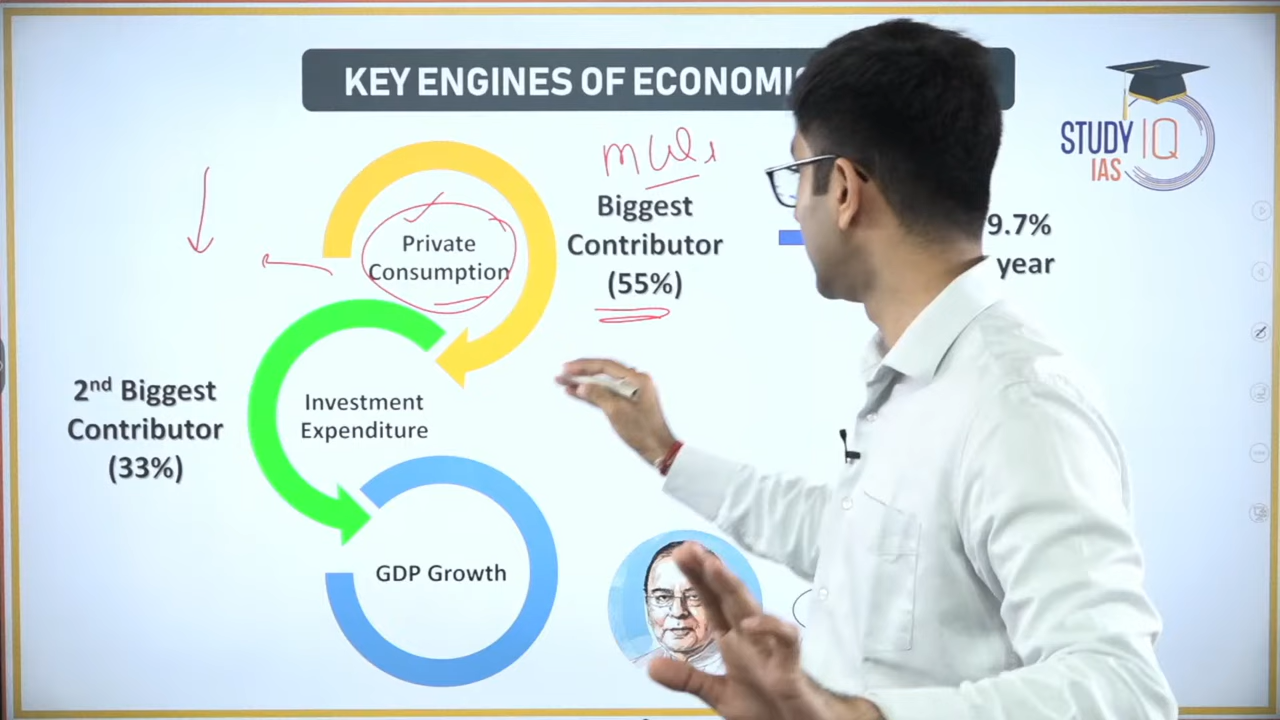 KEY ENGINES OF ECONOMI
STUDY IQ
IAS
MCQs
Biggest
Contributor
(55%)
9.7%
year
Private
Consumption
2nd Biggest
Contributor
(33%)
Investment
Expenditure
GDP Growth